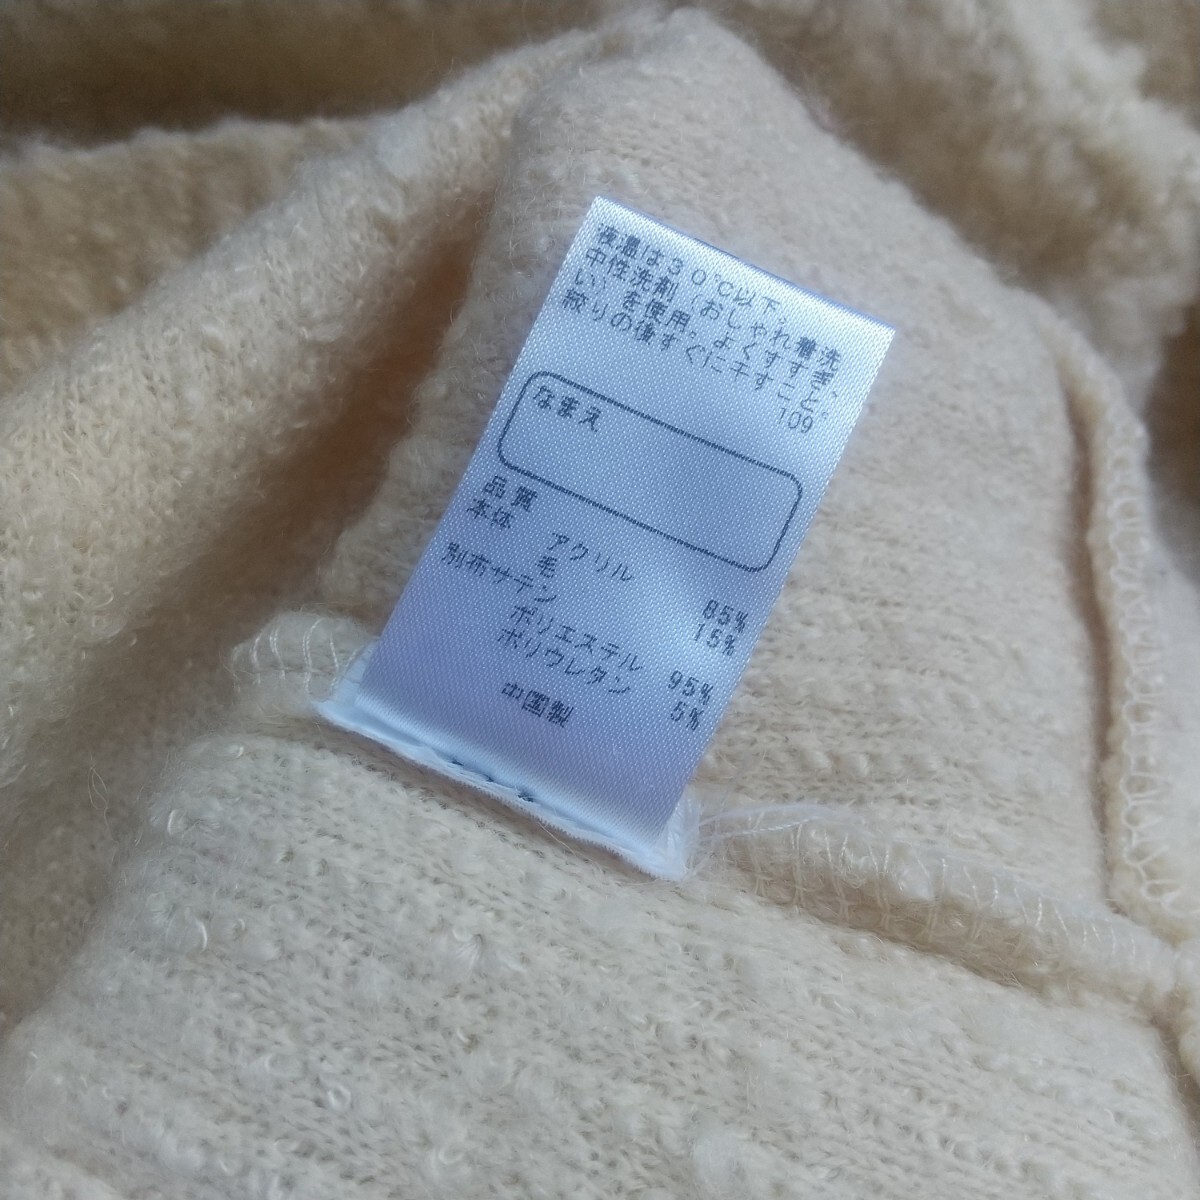 液温は30℃以下。
中性洗剤(おしゃれ着洗
い)を使用。よくすすぎ、
絞りの後すぐに干すこと。
109
なまえ
品質
本体
アクリル 85%
毛 15%
別布サテン
ポリエステル 95%
ポリウレタン 5%
中国製